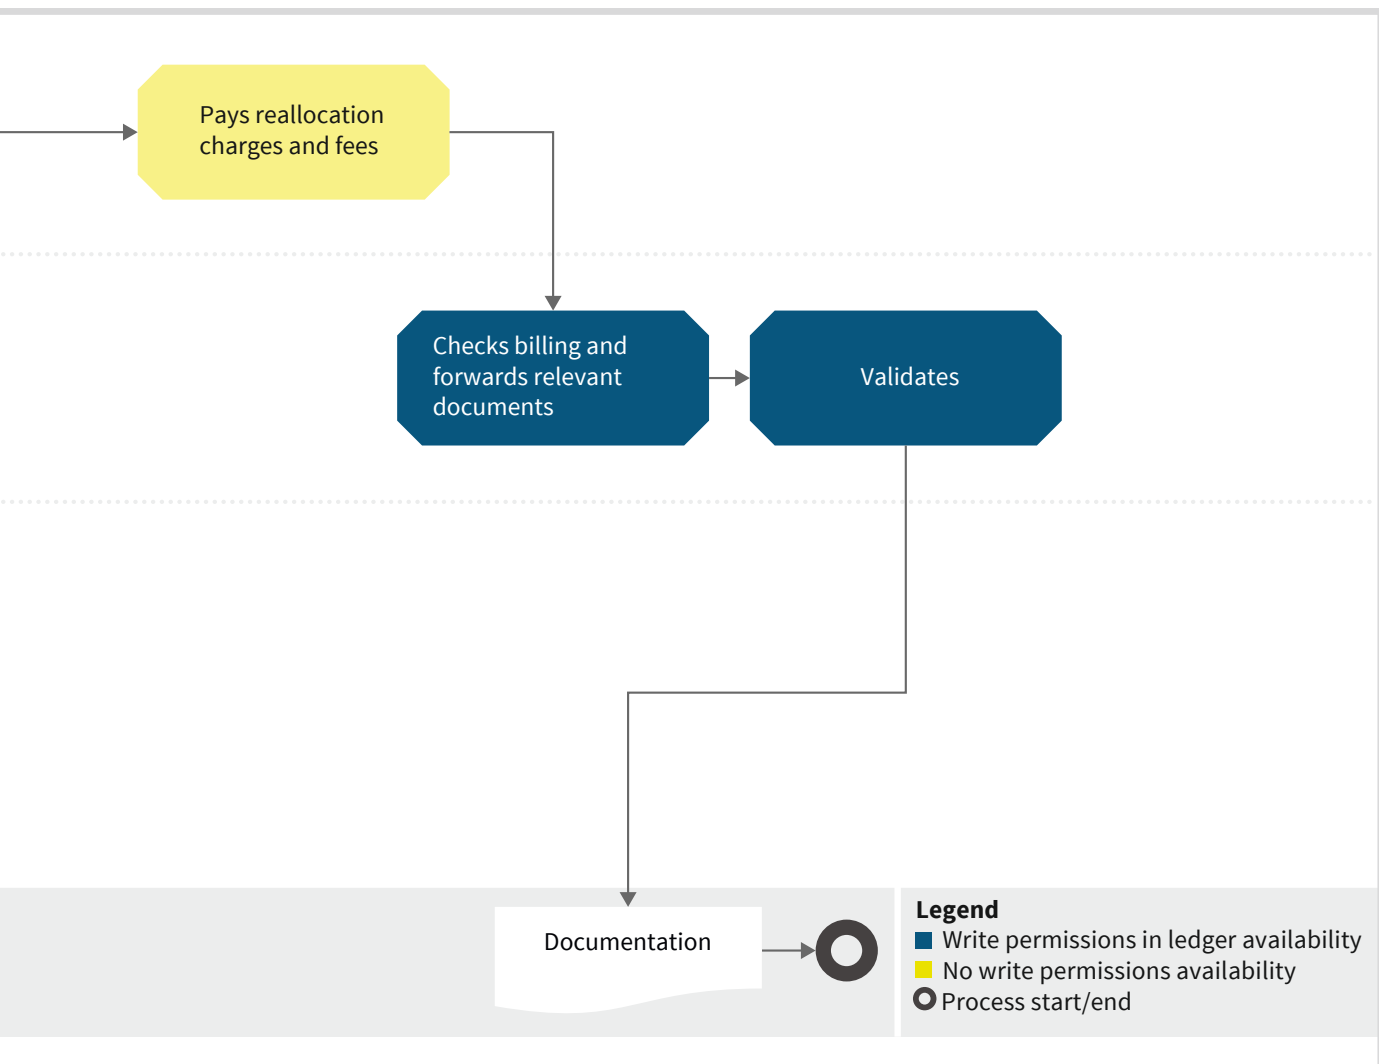 Pays reallocation
charges and fees
Checks billing and
forwards relevant
documents
Validates
Documentation
Legend
Write permissions in ledger availability
No write permissions availability
Process start/end